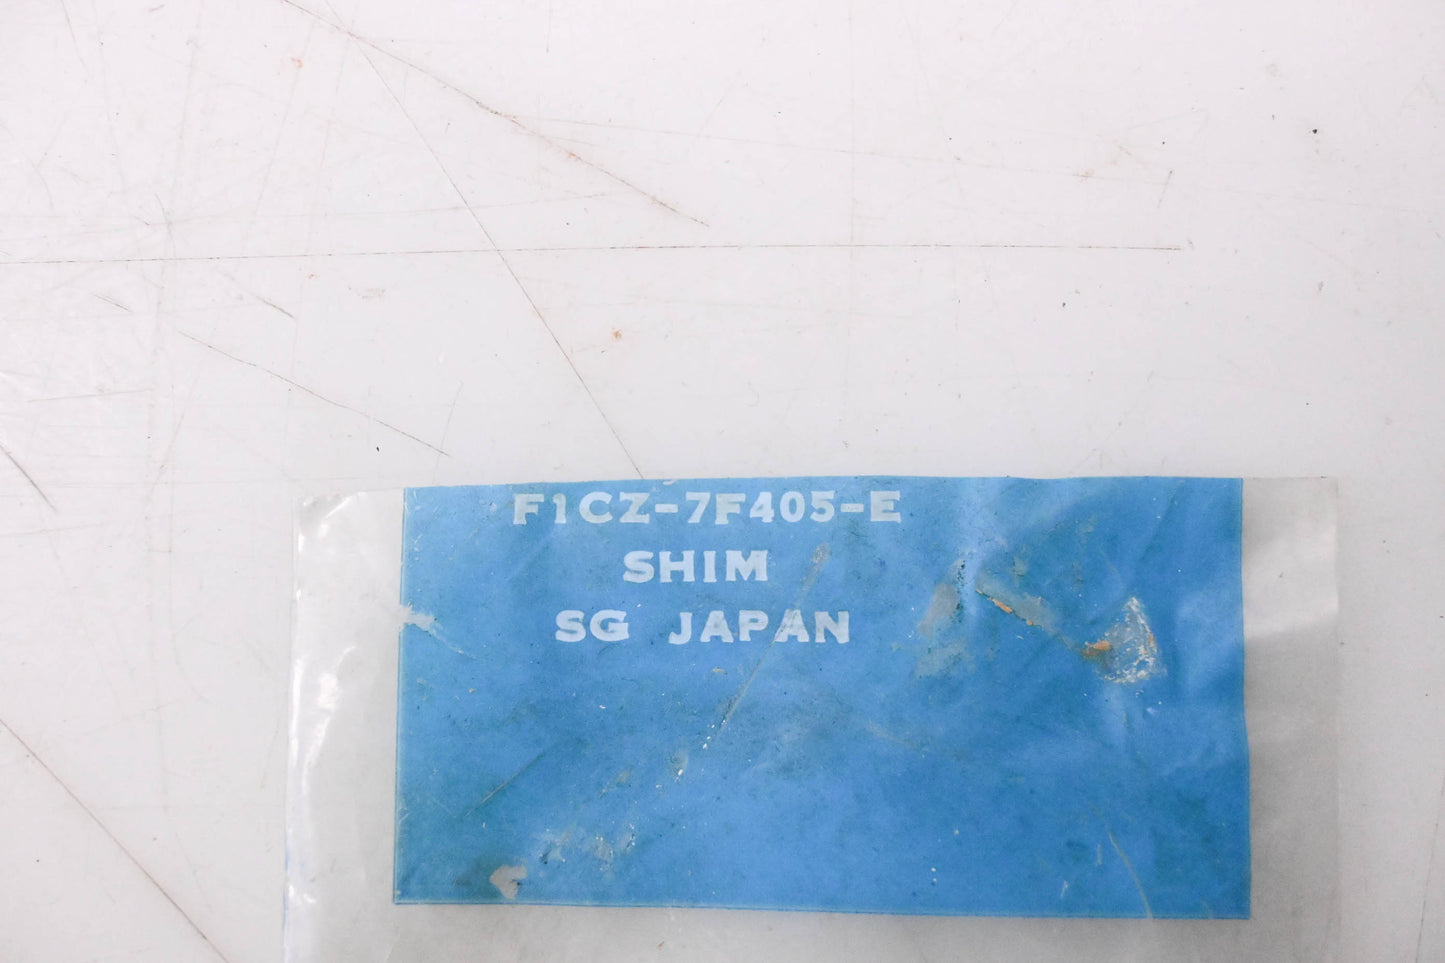 F1CZ-7F405-E
SHIM
SG JAPAN